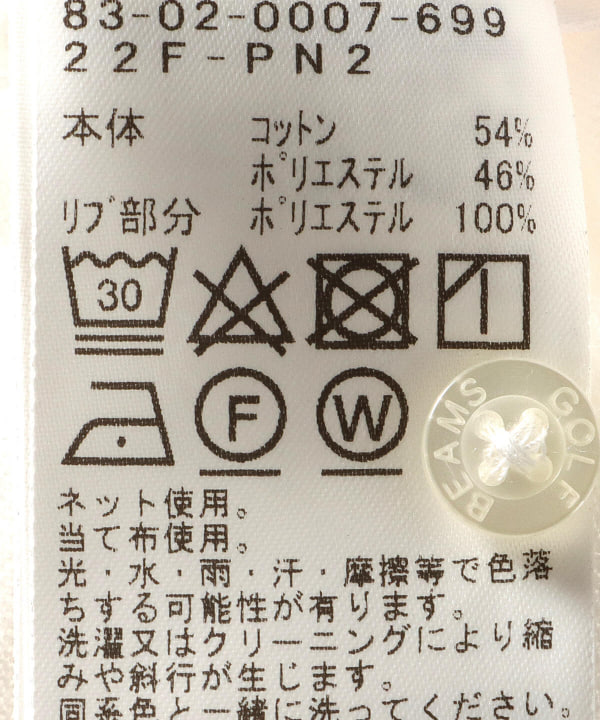 83-02-0007-699
22F-PN2
本体 コットン 54%
ポリエステル 46%
リブ部分 ポリエステル 100%
30
F W
BEAMS GOLF
ネット使用。
当て布使用。
光・水・雨・汗・摩擦等で色落
ちする可能性が有ります。
洗濯又はクリーニングにより縮
みや斜行が生じます。
同系色と一緒に洗ってください。